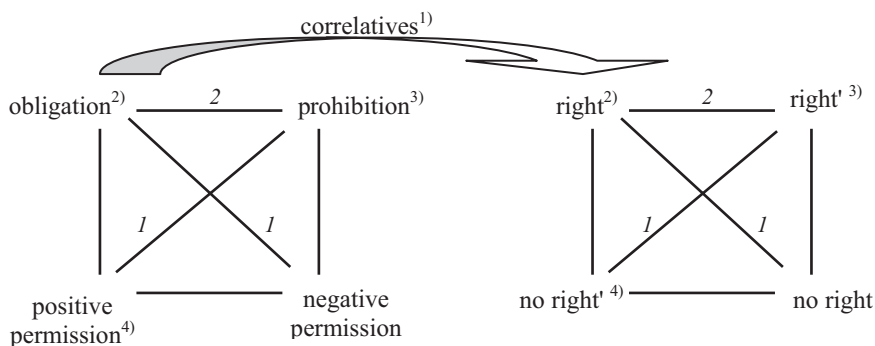 correlatives1)
obligation2) 2 prohibition3) right2) 2 right' 3)
1 1 1 1
positive permission4) negative permission no right' 4) no right